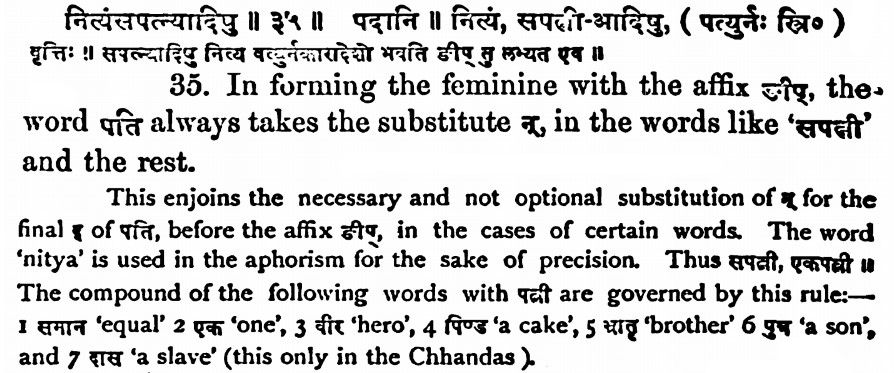 नित्यंसपत्न्यादिषु ॥ ३५ ॥ पदानि ॥ नित्यं, सपत्नी-आदिषु, ( पत्युर्नः स्त्रि० )
वृत्तिः ॥ सपत्न्यादिषु नित्य पत्युर्नकारादेशो भवति ङीप् तु लभ्यत एव ॥
35. In forming the feminine with the affix ङीप्, the
word पति always takes the substitute न्, in the words like ‘सपत्नी’
and the rest.
This enjoins the necessary and not optional substitution of न् for the
final इ of पति, before the affix ङीप्, in the cases of certain words. The word
‘nitya’ is used in the aphorism for the sake of precision. Thus सपत्नी, एकपत्नी ॥
The compound of the following words with पत्नी are governed by this rule:—
1 समान ‘equal’ 2 एक ‘one’, 3 वीर ‘hero’, 4 पिण्ड ‘a cake’, 5 भ्रातृ ‘brother’ 6 पुत्र ‘a son’,
and 7 दास ‘a slave’ (this only in the Chhandas ).